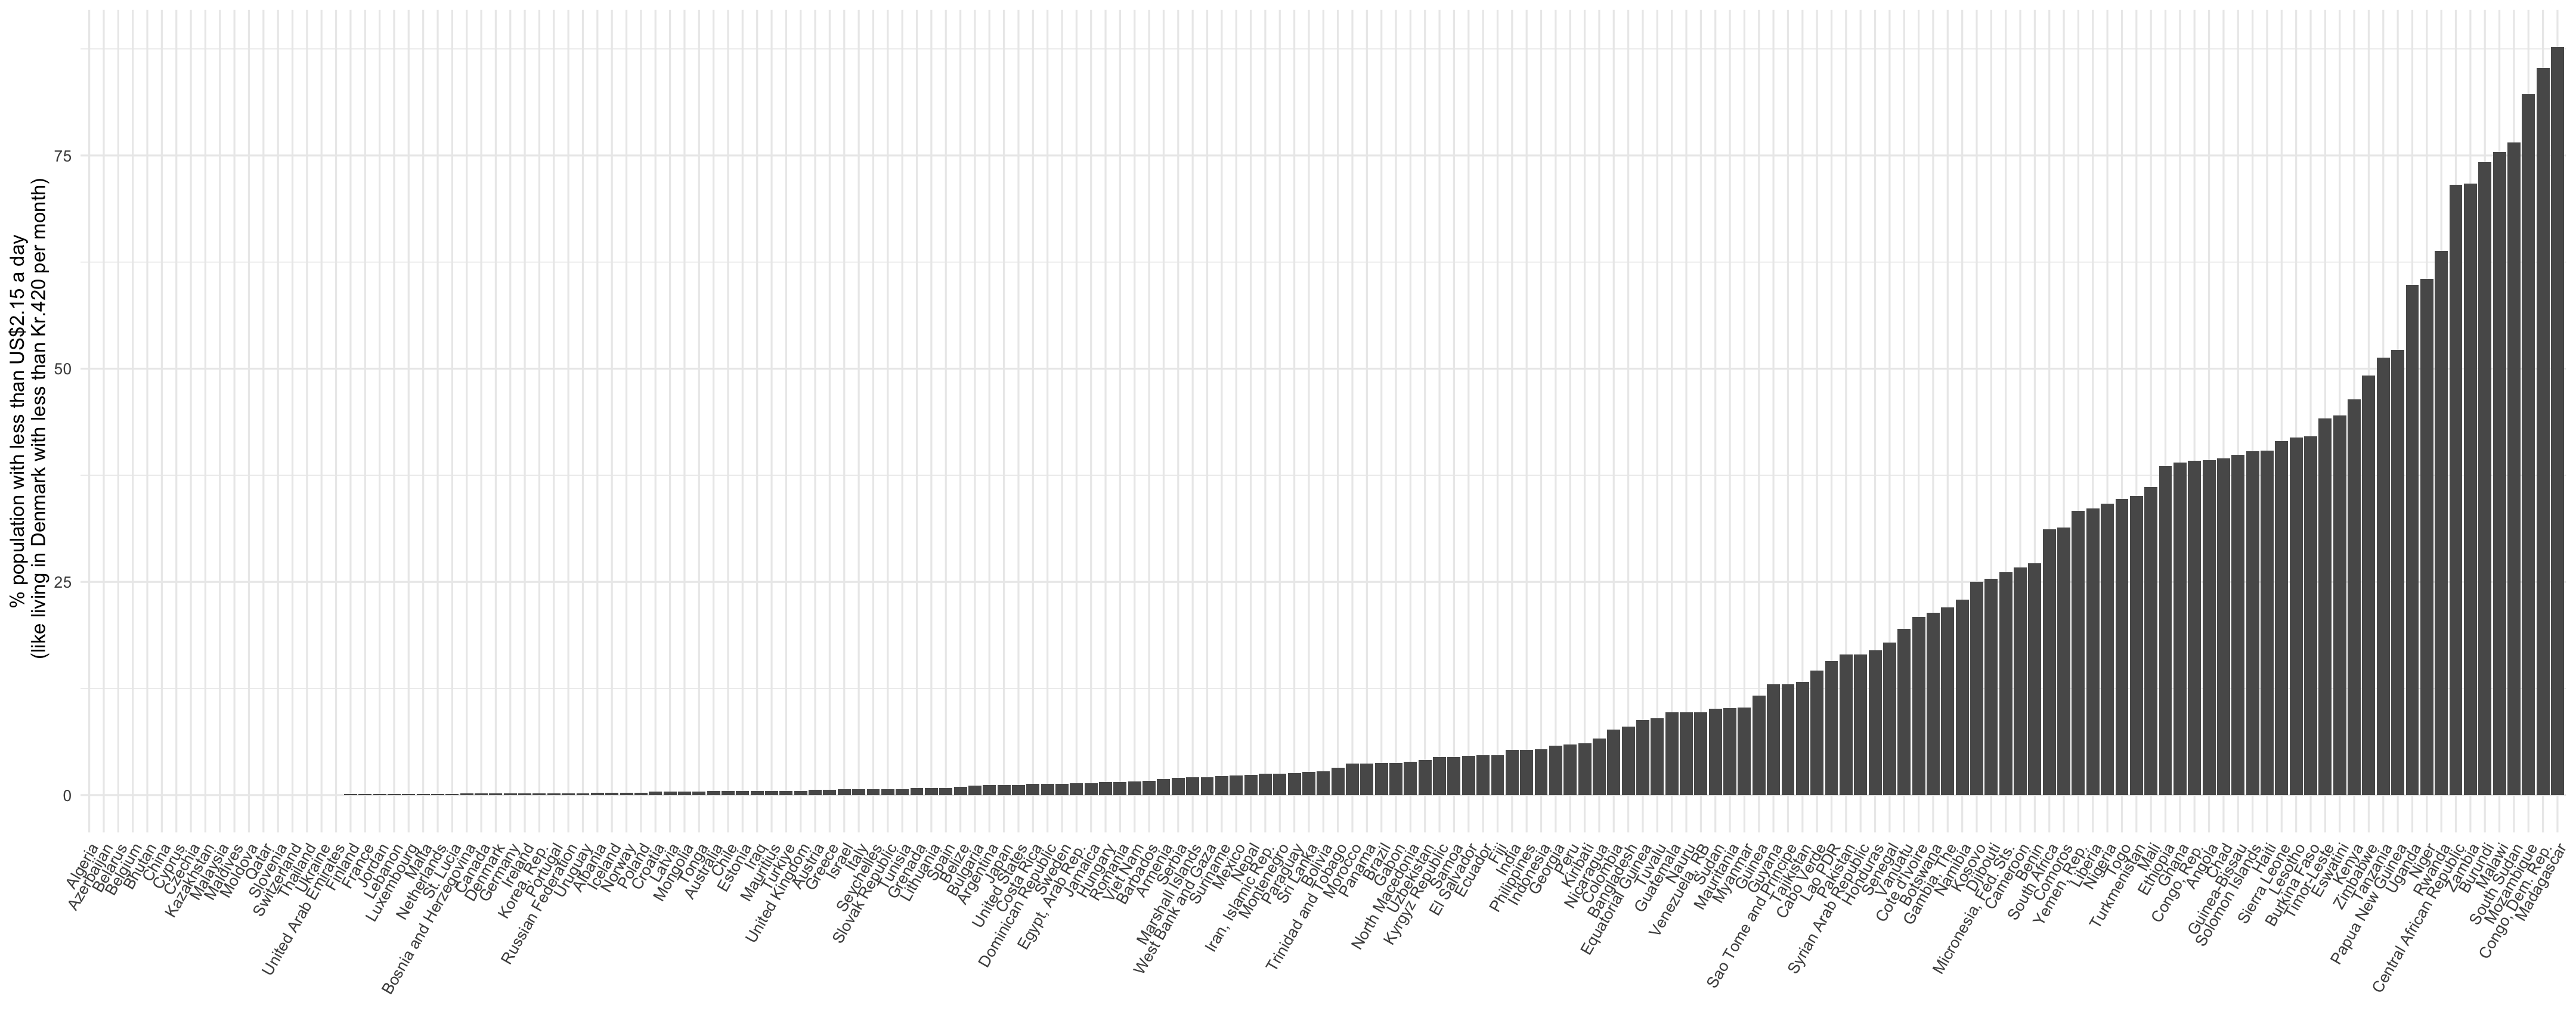 % population with less than US$2.15 a day
(like living in Denmark with less than Kr.420 per month)
75
50
25
0
Algeria
Azerbaijan
Belarus
Belgium
Bhutan
China
Cyprus
Czechia
Kazakhstan
Malaysia
Maldives
Moldova
Qatar
Slovenia
Switzerland
Thailand
Ukraine
United Arab Emirates
Finland
France
Jordan
Lebanon
Luxembourg
Malta
Netherlands
St. Lucia
Bosnia and Herzegovina
Canada
Denmark
Germany
Ireland
Korea, Rep.
Portugal
Russian Federation
Uruguay
Albania
Iceland
Norway
Poland
Croatia
Latvia
Mongolia
Tonga
Australia
Chile
Estonia
Iraq
Mauritius
Turkiye
United Kingdom
Austria
Greece
Israel
Italy
Seychelles
Slovak Republic
Tunisia
Grenada
Lithuania
Spain
Belize
Bulgaria
Argentina
Japan
United States
Costa Rica
Dominican Republic
Sweden
Egypt, Arab Rep.
Jamaica
Hungary
Romania
Viet Nam
Barbados
Armenia
Serbia
Marshall Islands
West Bank and Gaza
Suriname
Mexico
Nepal
Iran, Islamic Rep.
Montenegro
Paraguay
Sri Lanka
Bolivia
Trinidad and Tobago
Morocco
Panama
Brazil
Gabon
North Macedonia
Uzbekistan
Kyrgyz Republic
Samoa
El Salvador
Ecuador
Fiji
India
Philippines
Indonesia
Georgia
Peru
Kiribati
Nicaragua
Colombia
Bangladesh
Equatorial Guinea
Tuvalu
Guatemala
Nauru
Venezuela, RB
Sudan
Mauritania
Myanmar
Guinea
Guyana
Sao Tome and Principe
Tajikistan
Cabo Verde
Lao PDR
Pakistan
Syrian Arab Republic
Honduras
Senegal
Vanuatu
Cote d'Ivoire
Botswana
Gambia, The
Namibia
Kosovo
Djibouti
Micronesia, Fed. Sts.
Cameroon
Benin
South Africa
Comoros
Yemen, Rep.
Liberia
Nigeria
Togo
Turkmenistan
Mali
Ethiopia
Ghana
Congo, Rep.
Angola
Chad
Guinea-Bissau
Solomon Islands
Haiti
Sierra Leone
Lesotho
Burkina Faso
Timor-Leste
Eswatini
Kenya
Zimbabwe
Tanzania
Papua New Guinea
Uganda
Niger
Rwanda
Central African Republic
Zambia
Burundi
Malawi
South Sudan
Mozambique
Congo, Dem. Rep.
Madagascar